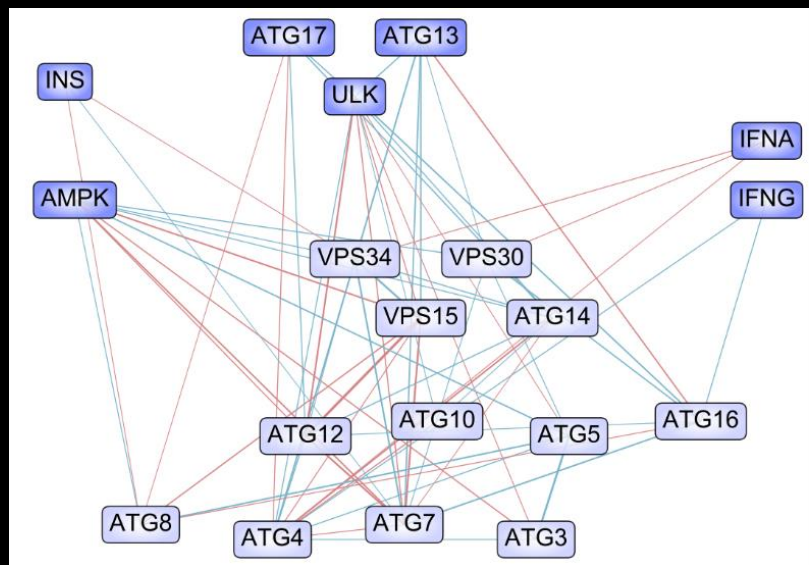 ATG17
ATG13
INS
ULK
IFNA
AMPK
IFNG
VPS34
VPS30
VPS15
ATG14
ATG12
ATG10
ATG5
ATG16
ATG8
ATG4
ATG7
ATG3